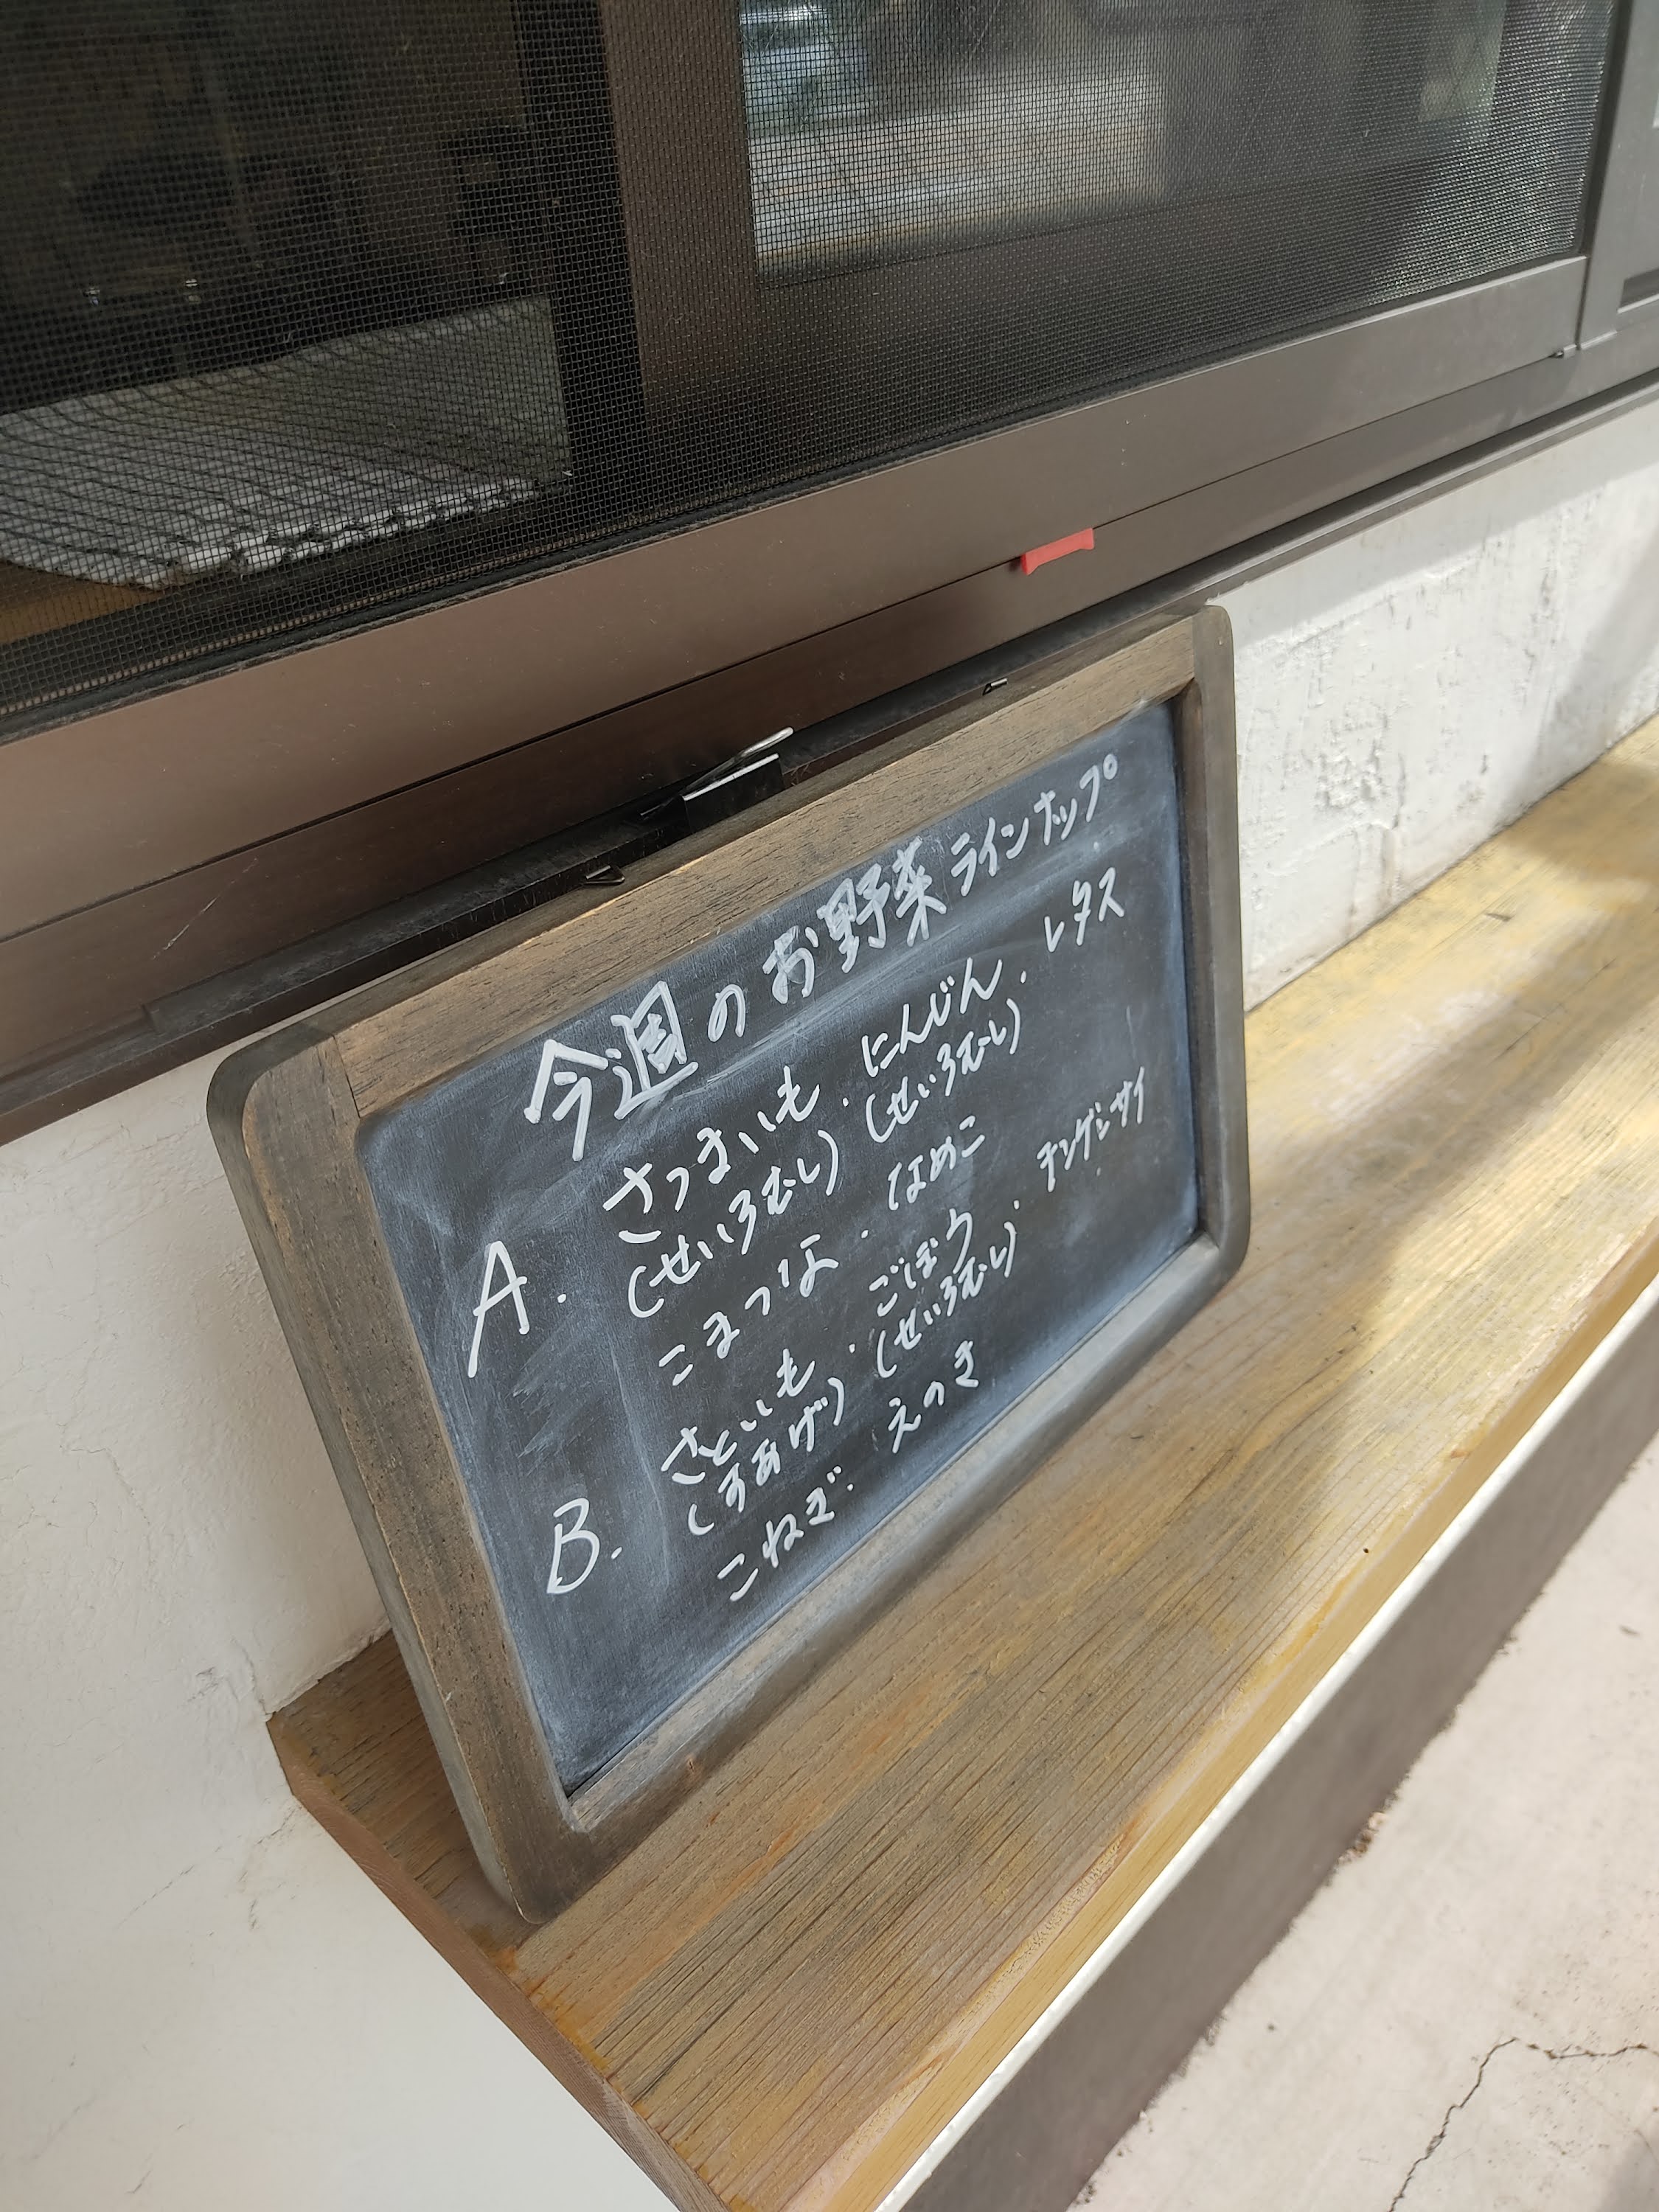 今週のお野菜ラインナップ
A. さつまいも. にんじん. レタス
(せいろむし) (せいろむし)
こまつな. なめこ
B. さといも. ごぼう. チンゲンサイ
(すあげ) (せいろむし)
こねぎ. えのき